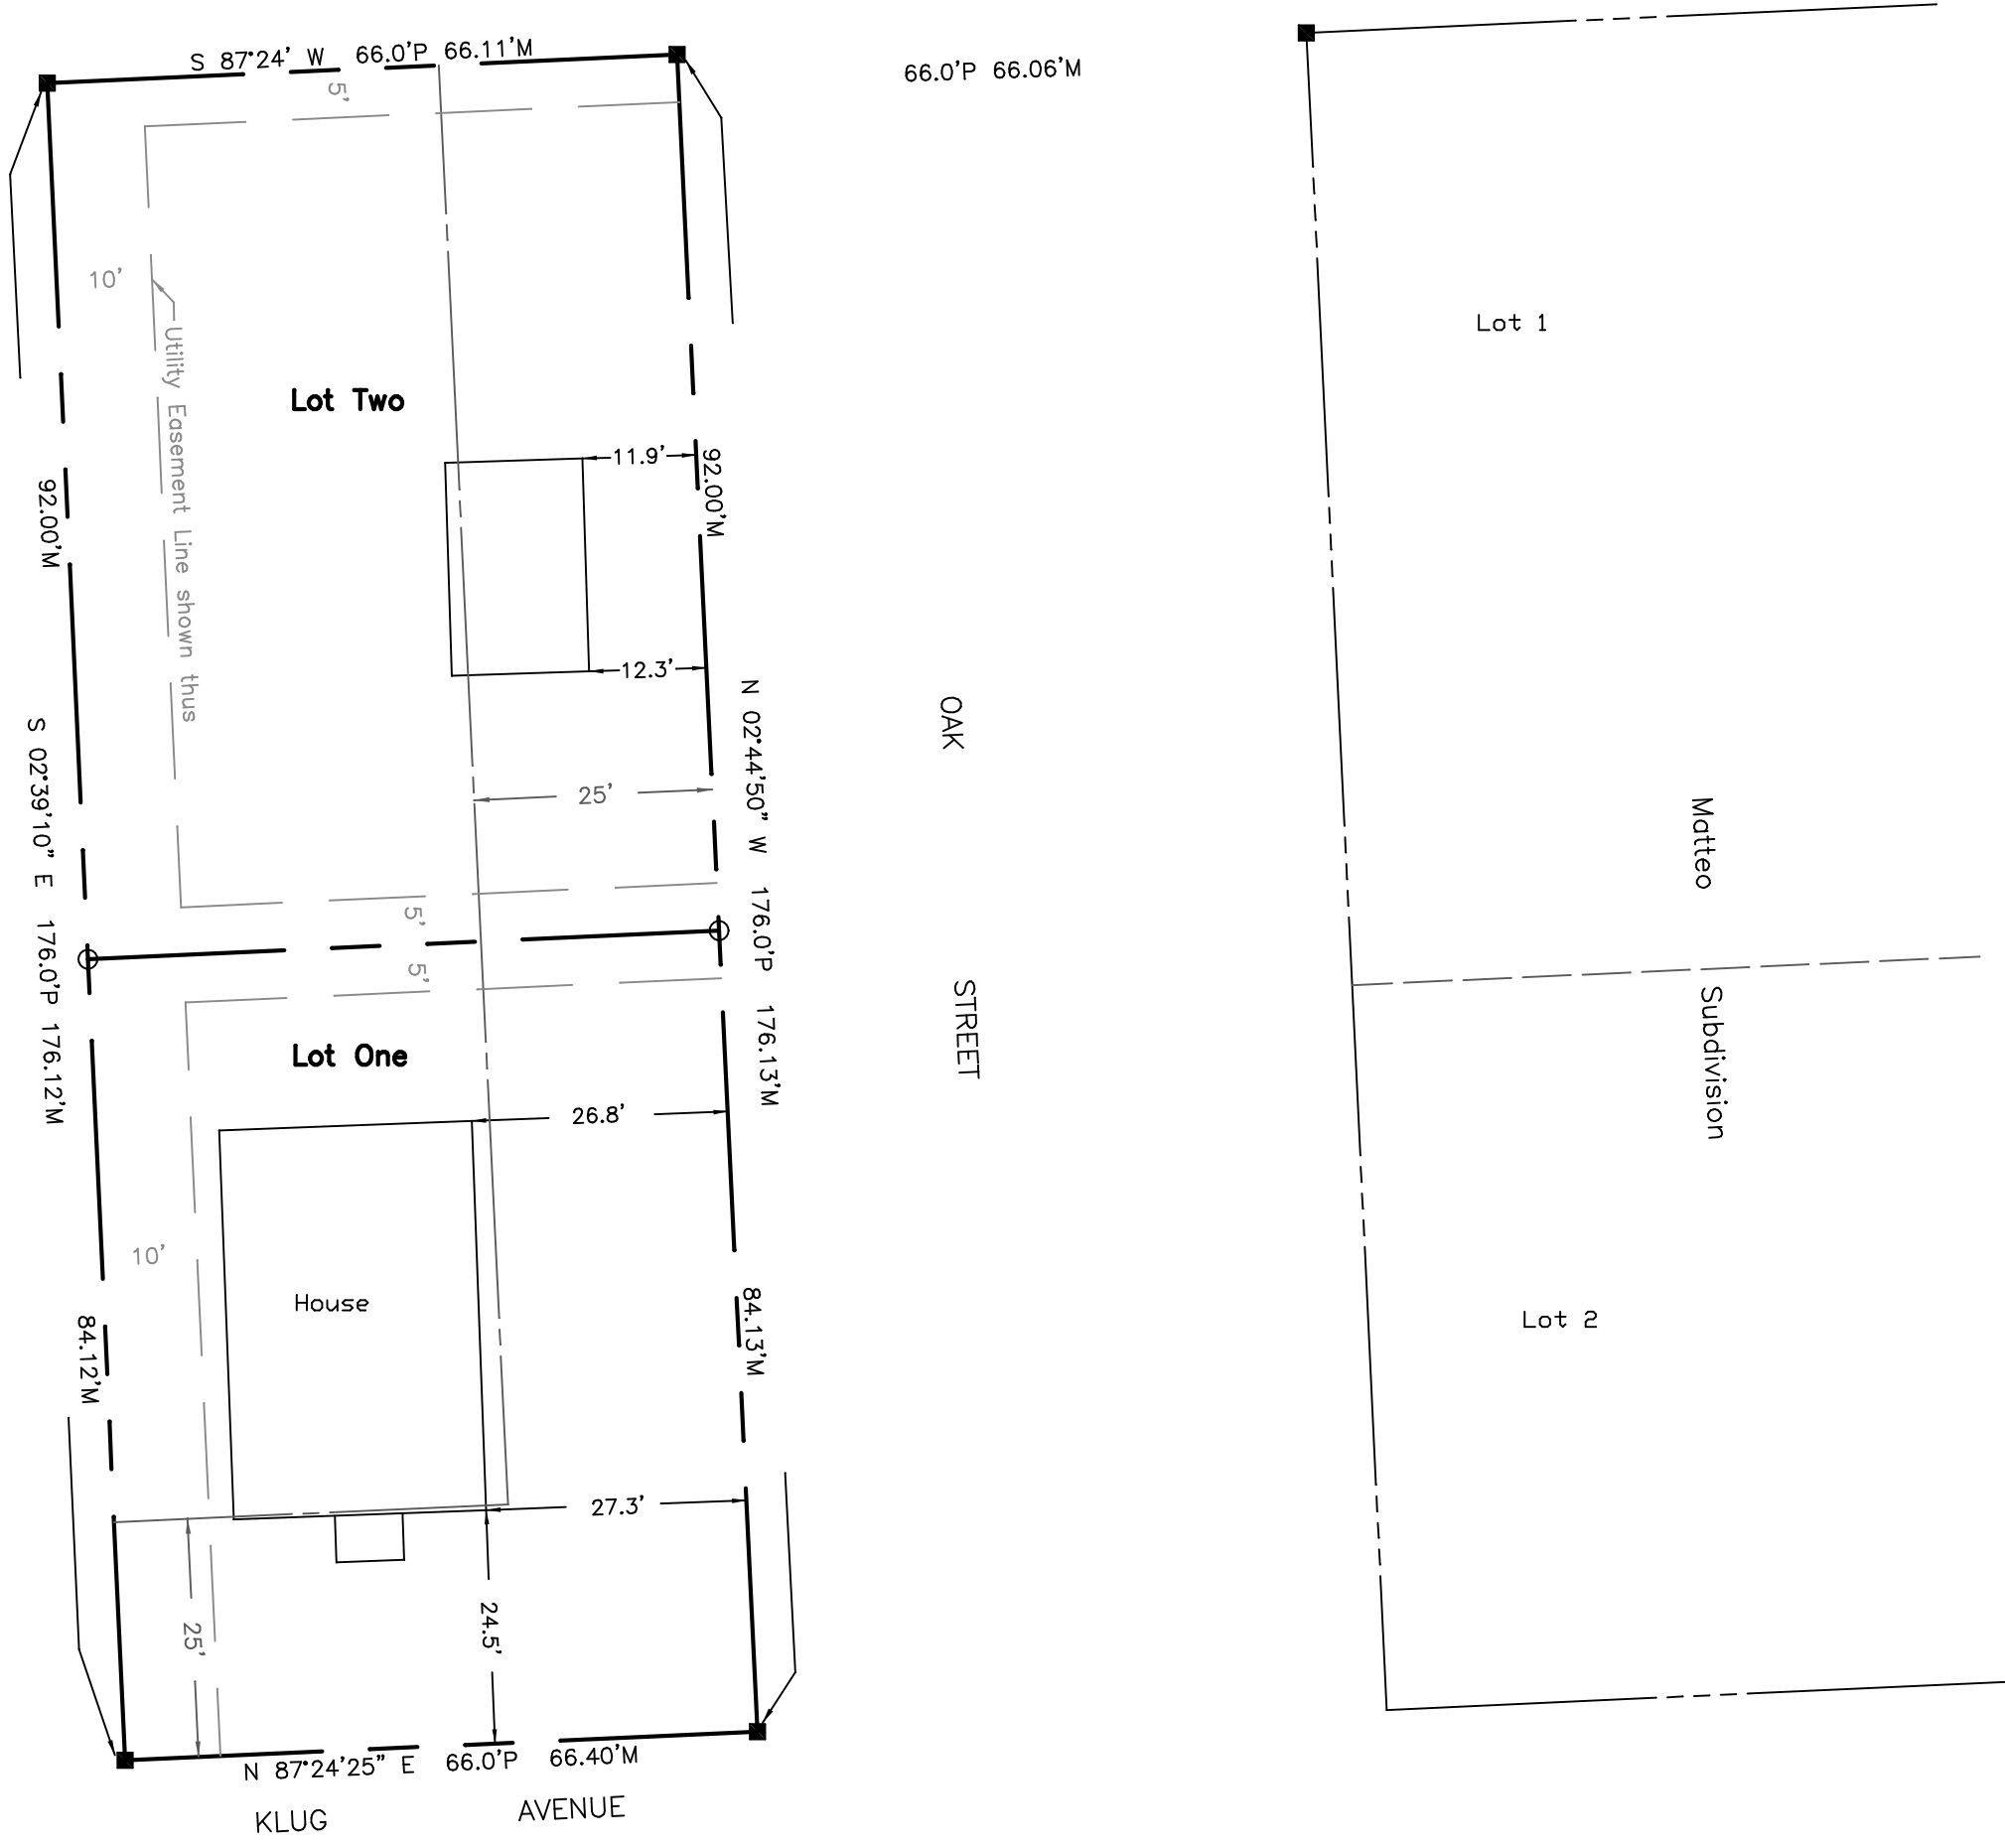 S 87°24' W 66.0'P 66.11'M
66.0'P 66.06'M
5'
10'
Utility Easement Line shown thus
Lot Two
Lot 1
11.9'
92.00'M
92.00'M
12.3'
N 02°44'50" W 176.0'P 176.13'M
S 02°39'10" E 176.0'P 176.12'M
OAK STREET
25'
Matteo Subdivision
5'
5'
Lot One
26.8'
10'
House
84.12'M
84.13'M
Lot 2
27.3'
25'
24.5'
N 87°24'25" E 66.0'P 66.40'M
KLUG AVENUE